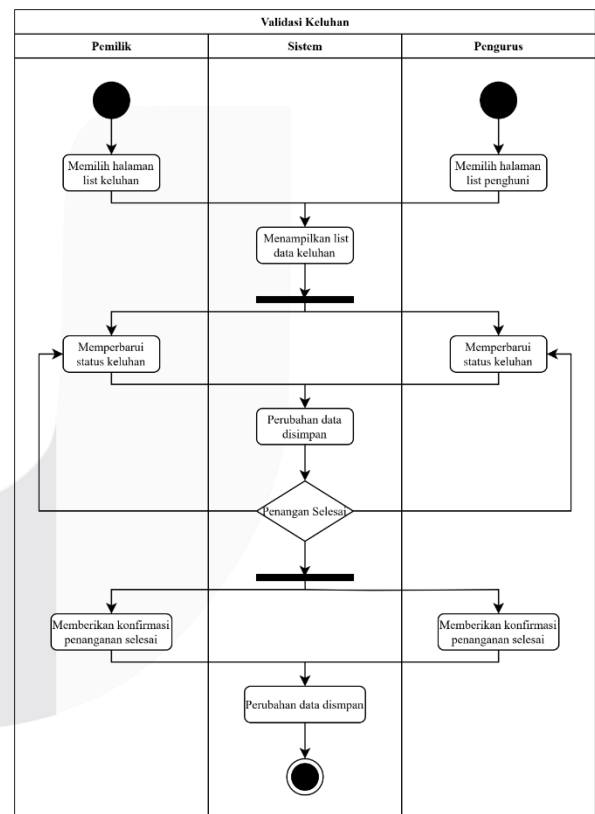 Validasi Keluhan
Pemilik
Sistem
Pengurus
Memilih halaman
list keluhan
Memilih halaman
list penghuni
Menampilkan list
data keluhan
Memperbarui
status keluhan
Memperbarui
status keluhan
Perubahan data
disimpan
Penangan Selesai
Memberikan konfirmasi
penanganan selesai
Memberikan konfirmasi
penanganan selesai
Perubahan data dismpan